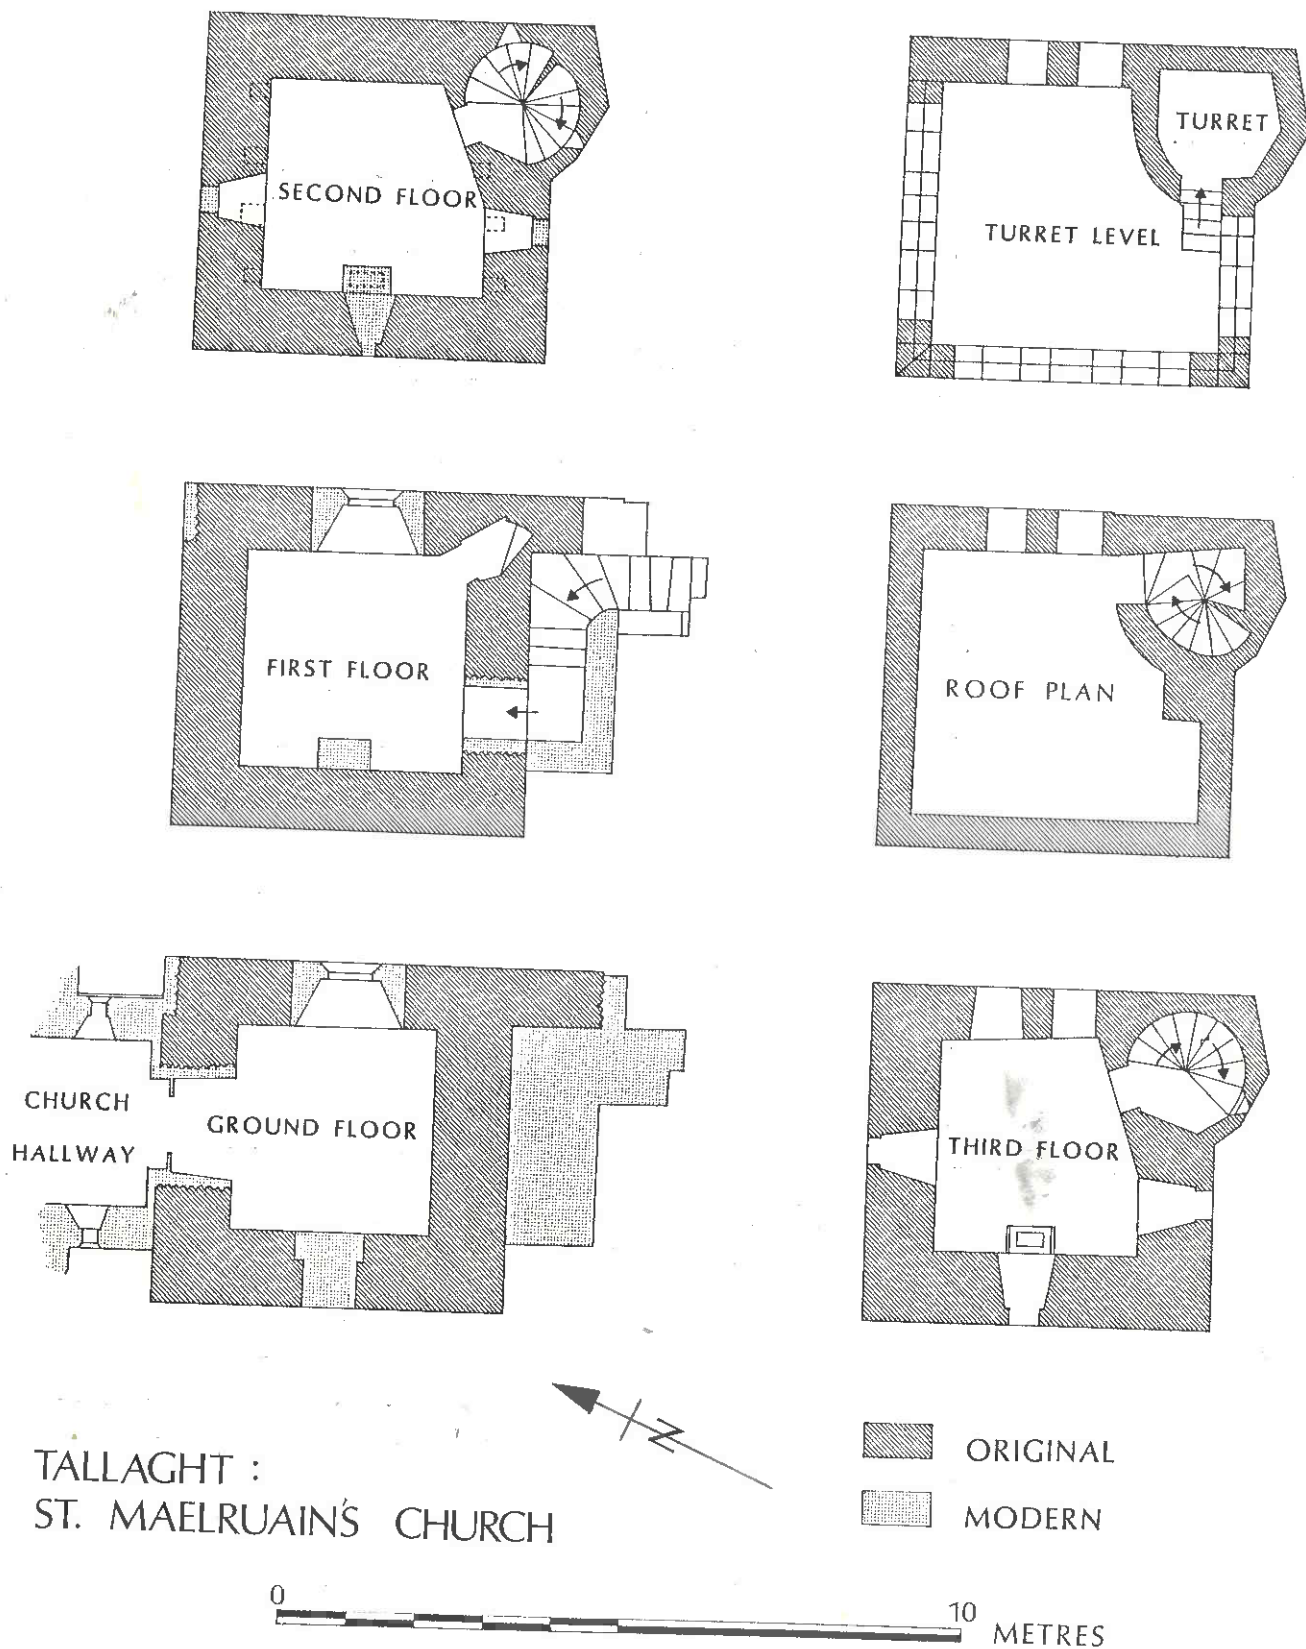 SECOND FLOOR
TURRET
TURRET LEVEL
FIRST FLOOR
ROOF PLAN
CHURCH
HALLWAY
GROUND FLOOR
THIRD FLOOR
N
TALLAGHT :
ST. MAELRUAIN'S CHURCH
ORIGINAL
MODERN
0 10 METRES